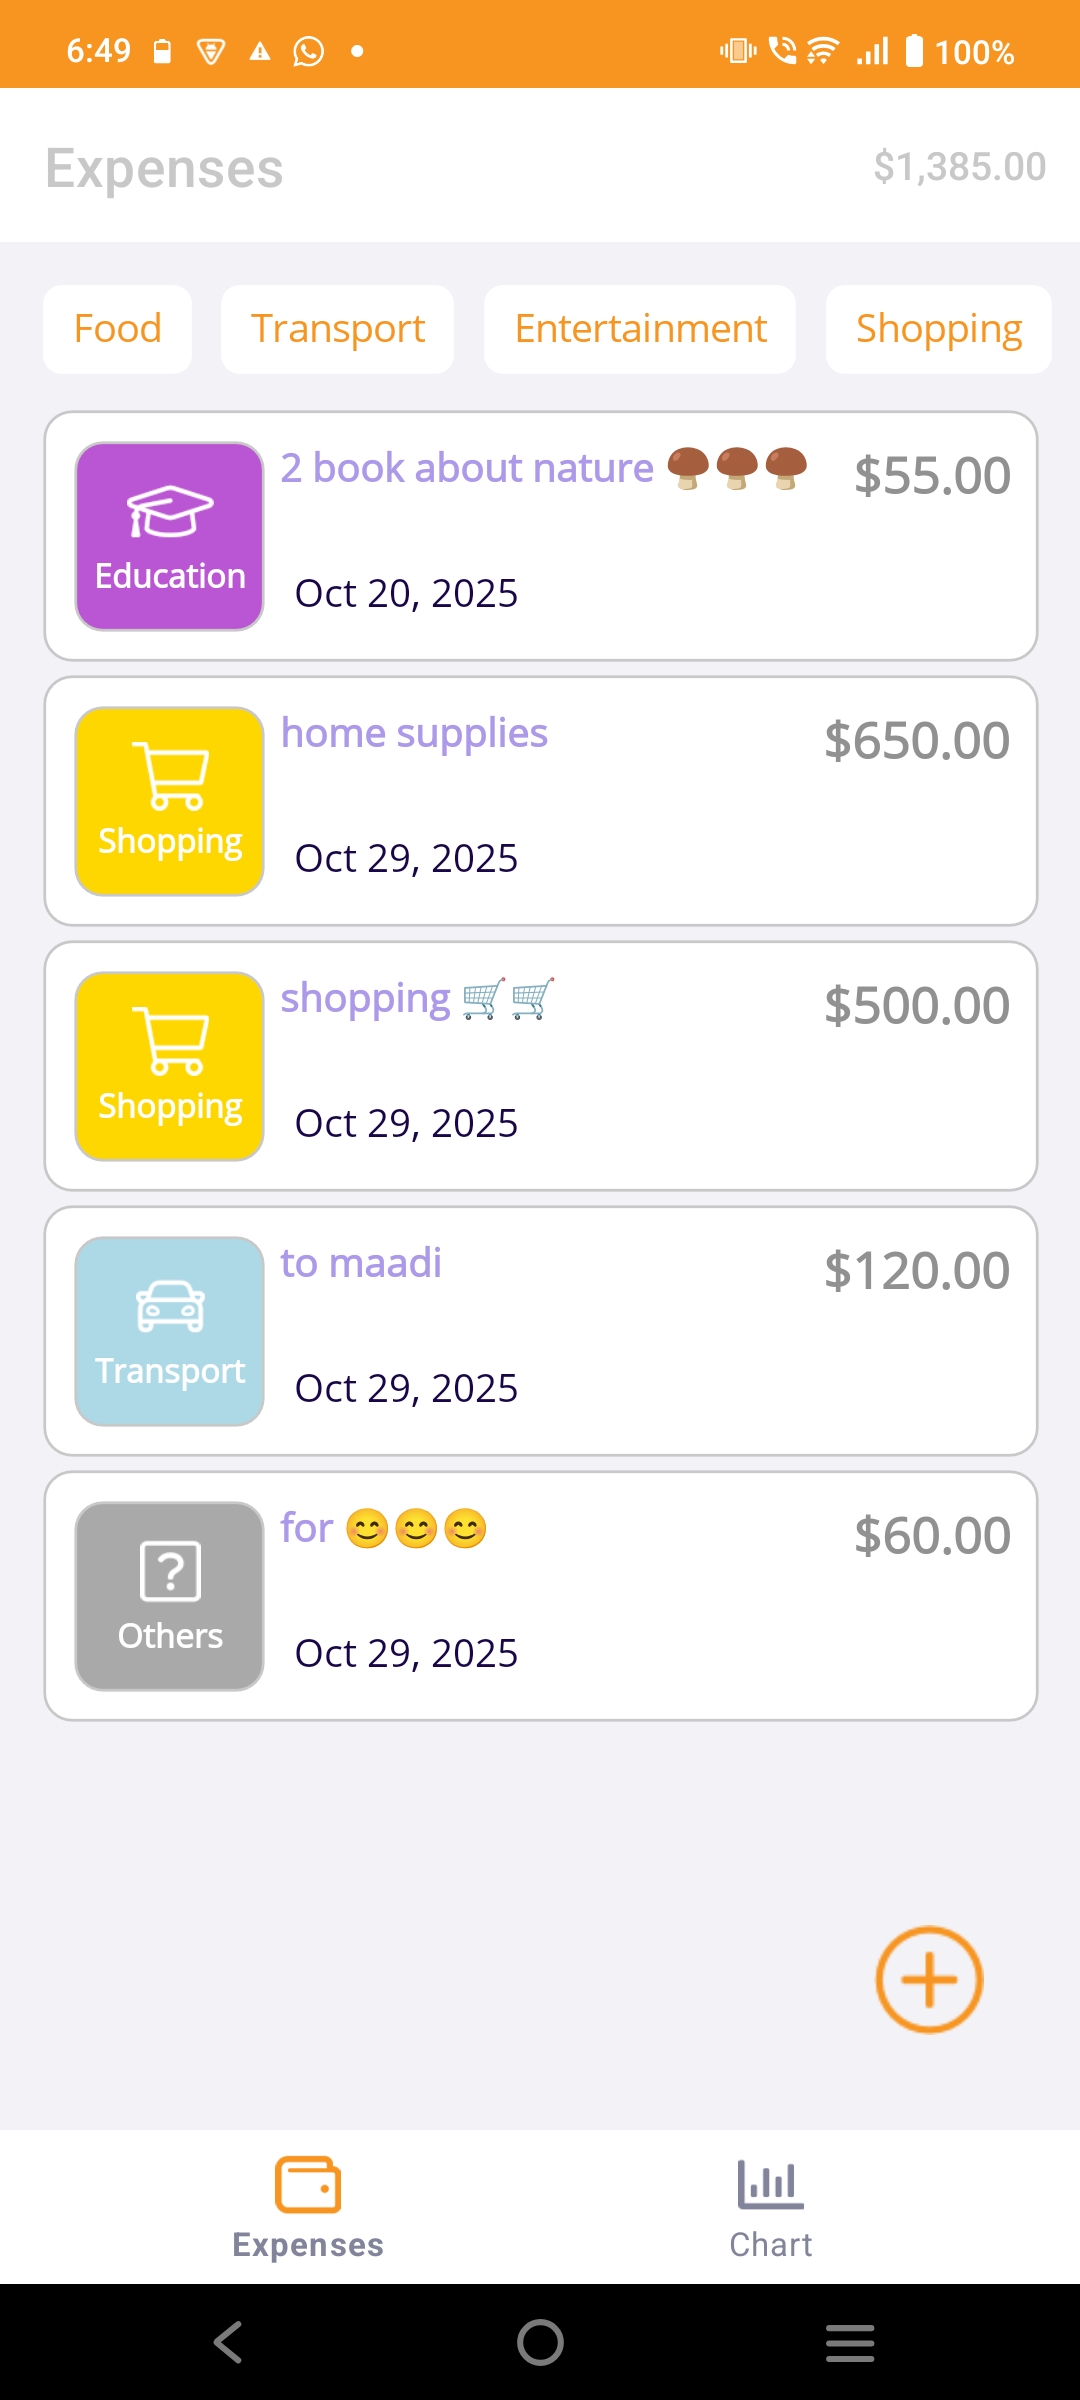 6:49 100%
Expenses $1,385.00
Food Transport Entertainment Shopping
2 book about nature 🍄‍🟫🍄‍🟫🍄‍🟫 $55.00
Education
Oct 20, 2025
home supplies $650.00
Shopping
Oct 29, 2025
shopping 🛒🛒 $500.00
Shopping
Oct 29, 2025
to maadi $120.00
Transport
Oct 29, 2025
for 😊😊😊 $60.00
Others
Oct 29, 2025
Expenses Chart